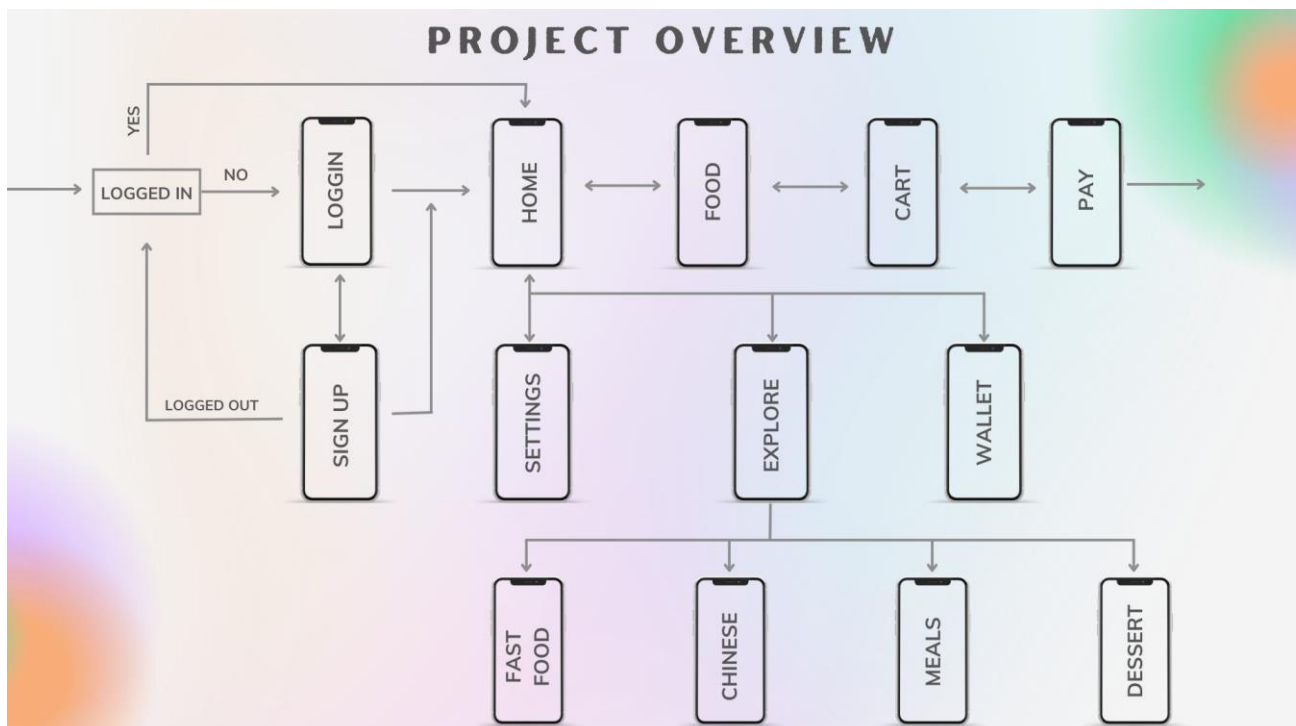 PROJECT OVERVIEW
YES
LOGGED IN
NO
LOGGIN
HOME
FOOD
CART
PAY
LOGGED OUT
SIGN UP
SETTINGS
EXPLORE
WALLET
FAST
FOOD
CHINESE
MEALS
DESSERT